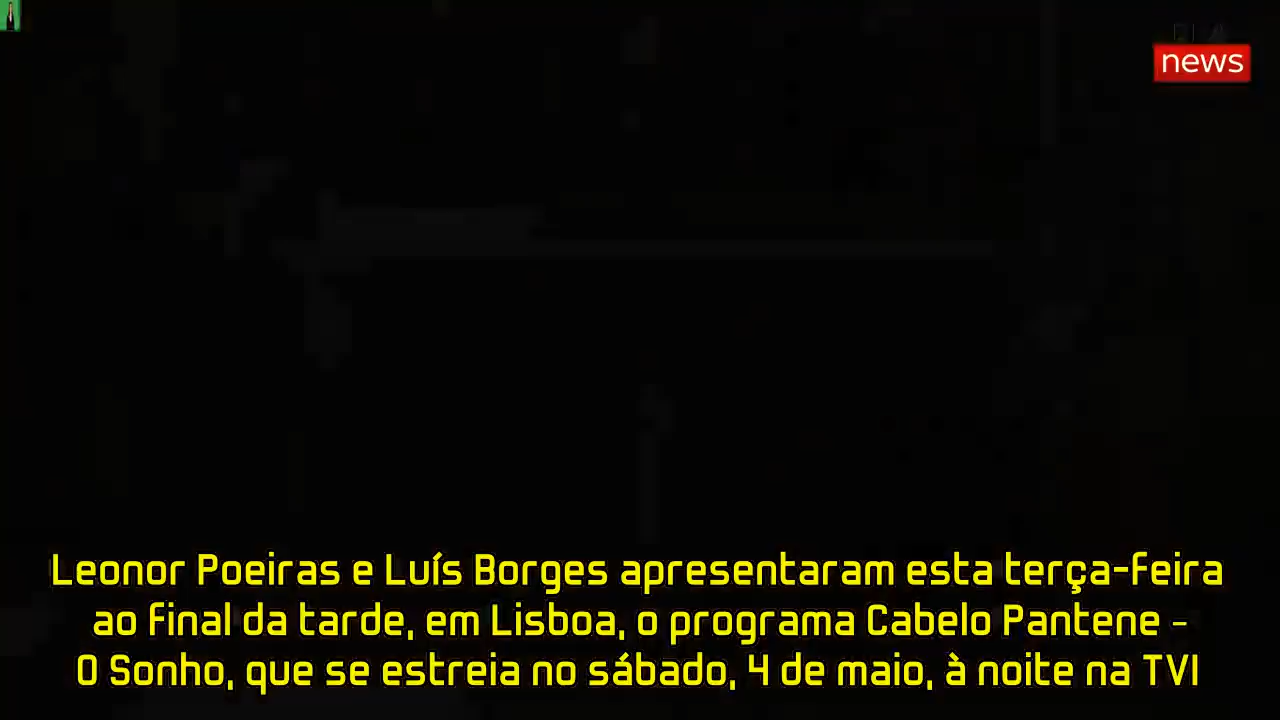 news
Leonor Poeiras e Luís Borges apresentaram esta terça-feira
ao final da tarde, em Lisboa, o programa Cabelo Pantene -
O Sonho, que se estreia no sábado, 4 de maio, à noite na TVI